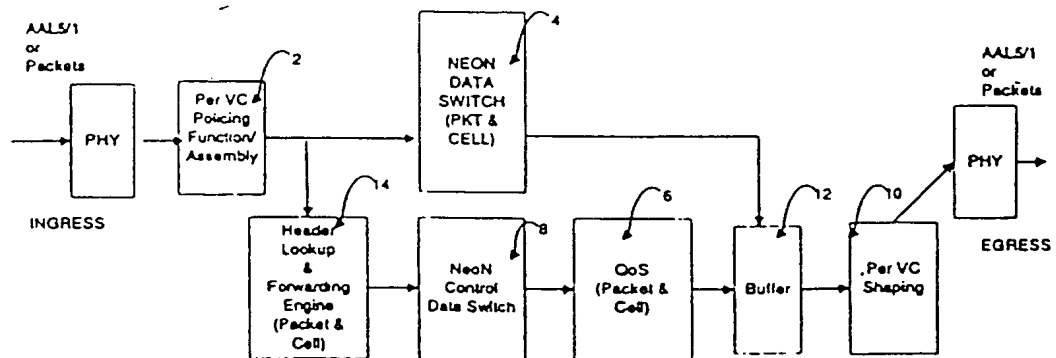 AAL5/1
or
Packets
PHY
INGRESS
2
Per VC
Policing
Function/
Assembly
4
NEON
DATA
SWITCH
(PKT &
CELL)
14
Header
Lookup
&
Forwarding
Engine
(Packet &
Cell)
8
NeoN
Control
Data Switch
6
QoS
(Packet &
Cell)
12
Buffer
10
Per VC
Shaping
AAL5/1
or
Packets
PHY
EGRESS